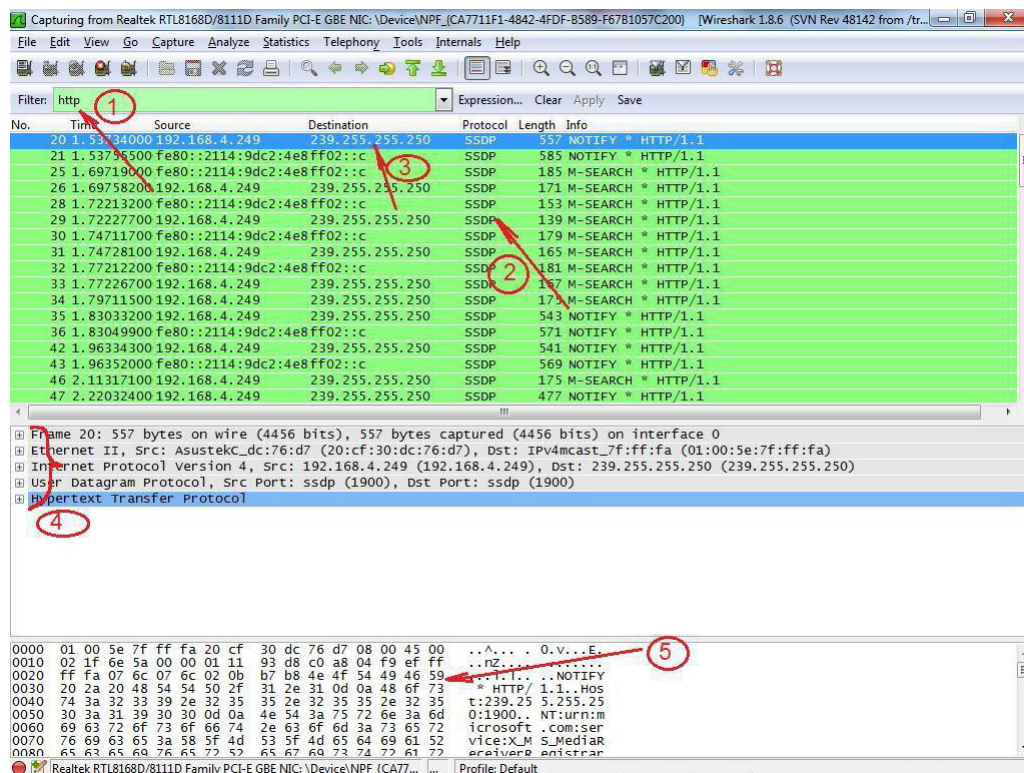 Capturing from Realtek RTL8168D/8111D Family PCI-E GBE NIC: \Device\NPF_{CA7711F1-4842-4FDF-B589-F67B1057C200} [Wireshark 1.8.6 (SVN Rev 48142 from /tr...
File Edit View Go Capture Analyze Statistics Telephony Tools Internals Help
Filter: http Expression... Clear Apply Save
1
No. Time Source Destination Protocol Length Info
20 1.53734000 192.168.4.249 239.255.255.250 SSDP 557 NOTIFY * HTTP/1.1
21 1.53755500 fe80::2114:9dc2:4e8ff02::c SSDP 585 NOTIFY * HTTP/1.1
3
25 1.69719000 fe80::2114:9dc2:4e8ff02::c SSDP 185 M-SEARCH * HTTP/1.1
26 1.69758200 192.168.4.249 239.255.255.250 SSDP 171 M-SEARCH * HTTP/1.1
28 1.72213200 fe80::2114:9dc2:4e8ff02::c SSDP 153 M-SEARCH * HTTP/1.1
29 1.72227700 192.168.4.249 239.255.255.250 SSDP 139 M-SEARCH * HTTP/1.1
30 1.74711700 fe80::2114:9dc2:4e8ff02::c SSDP 179 M-SEARCH * HTTP/1.1
31 1.74728100 192.168.4.249 239.255.255.250 SSDP 165 M-SEARCH * HTTP/1.1
32 1.77212200 fe80::2114:9dc2:4e8ff02::c SSDP 181 M-SEARCH * HTTP/1.1
2
33 1.77226700 192.168.4.249 239.255.255.250 SSDP 167 M-SEARCH * HTTP/1.1
34 1.79711500 192.168.4.249 239.255.255.250 SSDP 175 M-SEARCH * HTTP/1.1
35 1.83033200 192.168.4.249 239.255.255.250 SSDP 543 NOTIFY * HTTP/1.1
36 1.83049900 fe80::2114:9dc2:4e8ff02::c SSDP 571 NOTIFY * HTTP/1.1
42 1.96334300 192.168.4.249 239.255.255.250 SSDP 541 NOTIFY * HTTP/1.1
43 1.96352000 fe80::2114:9dc2:4e8ff02::c SSDP 569 NOTIFY * HTTP/1.1
46 2.11317100 192.168.4.249 239.255.255.250 SSDP 175 M-SEARCH * HTTP/1.1
47 2.22032400 192.168.4.249 239.255.255.250 SSDP 477 NOTIFY * HTTP/1.1
Frame 20: 557 bytes on wire (4456 bits), 557 bytes captured (4456 bits) on interface 0
Ethernet II, Src: AsustekC_dc:76:d7 (20:cf:30:dc:76:d7), Dst: IPv4mcast_7f:ff:fa (01:00:5e:7f:ff:fa)
Internet Protocol Version 4, Src: 192.168.4.249 (192.168.4.249), Dst: 239.255.255.250 (239.255.255.250)
User Datagram Protocol, Src Port: ssdp (1900), Dst Port: ssdp (1900)
Hypertext Transfer Protocol
4
0000 01 00 5e 7f ff fa 20 cf 30 dc 76 d7 08 00 45 00 ..^... . 0.v...E.
5
0010 02 1f 6e 5a 00 00 01 11 93 d8 c0 a8 04 f9 ef ff ..nZ.... ........
0020 ff fa 07 6c 07 6c 02 0b b7 b8 4e 4f 54 49 46 59 ...l.l.. ..NOTIFY
0030 20 2a 20 48 54 54 50 2f 31 2e 31 0d 0a 48 6f 73 * HTTP/ 1.1..Hos
0040 74 3a 32 33 39 2e 32 35 35 2e 32 35 35 2e 32 35 t:239.25 5.255.25
0050 30 3a 31 39 30 30 0d 0a 4e 54 3a 75 72 6e 3a 6d 0:1900.. NT:urn:m
0060 69 63 72 6f 73 6f 66 74 2e 63 6f 6d 3a 73 65 72 icrosoft .com:ser
0070 76 69 63 65 3a 58 5f 4d 53 5f 4d 65 64 69 61 52 vice:X_M S_MediaR
0080 65 63 65 69 76 65 72 52 65 67 69 73 74 72 61 72 eceiverR egistrar
Realtek RTL8168D/8111D Family PCI-E GBE NIC: \Device\NPF_{CA77... ... Profile: Default